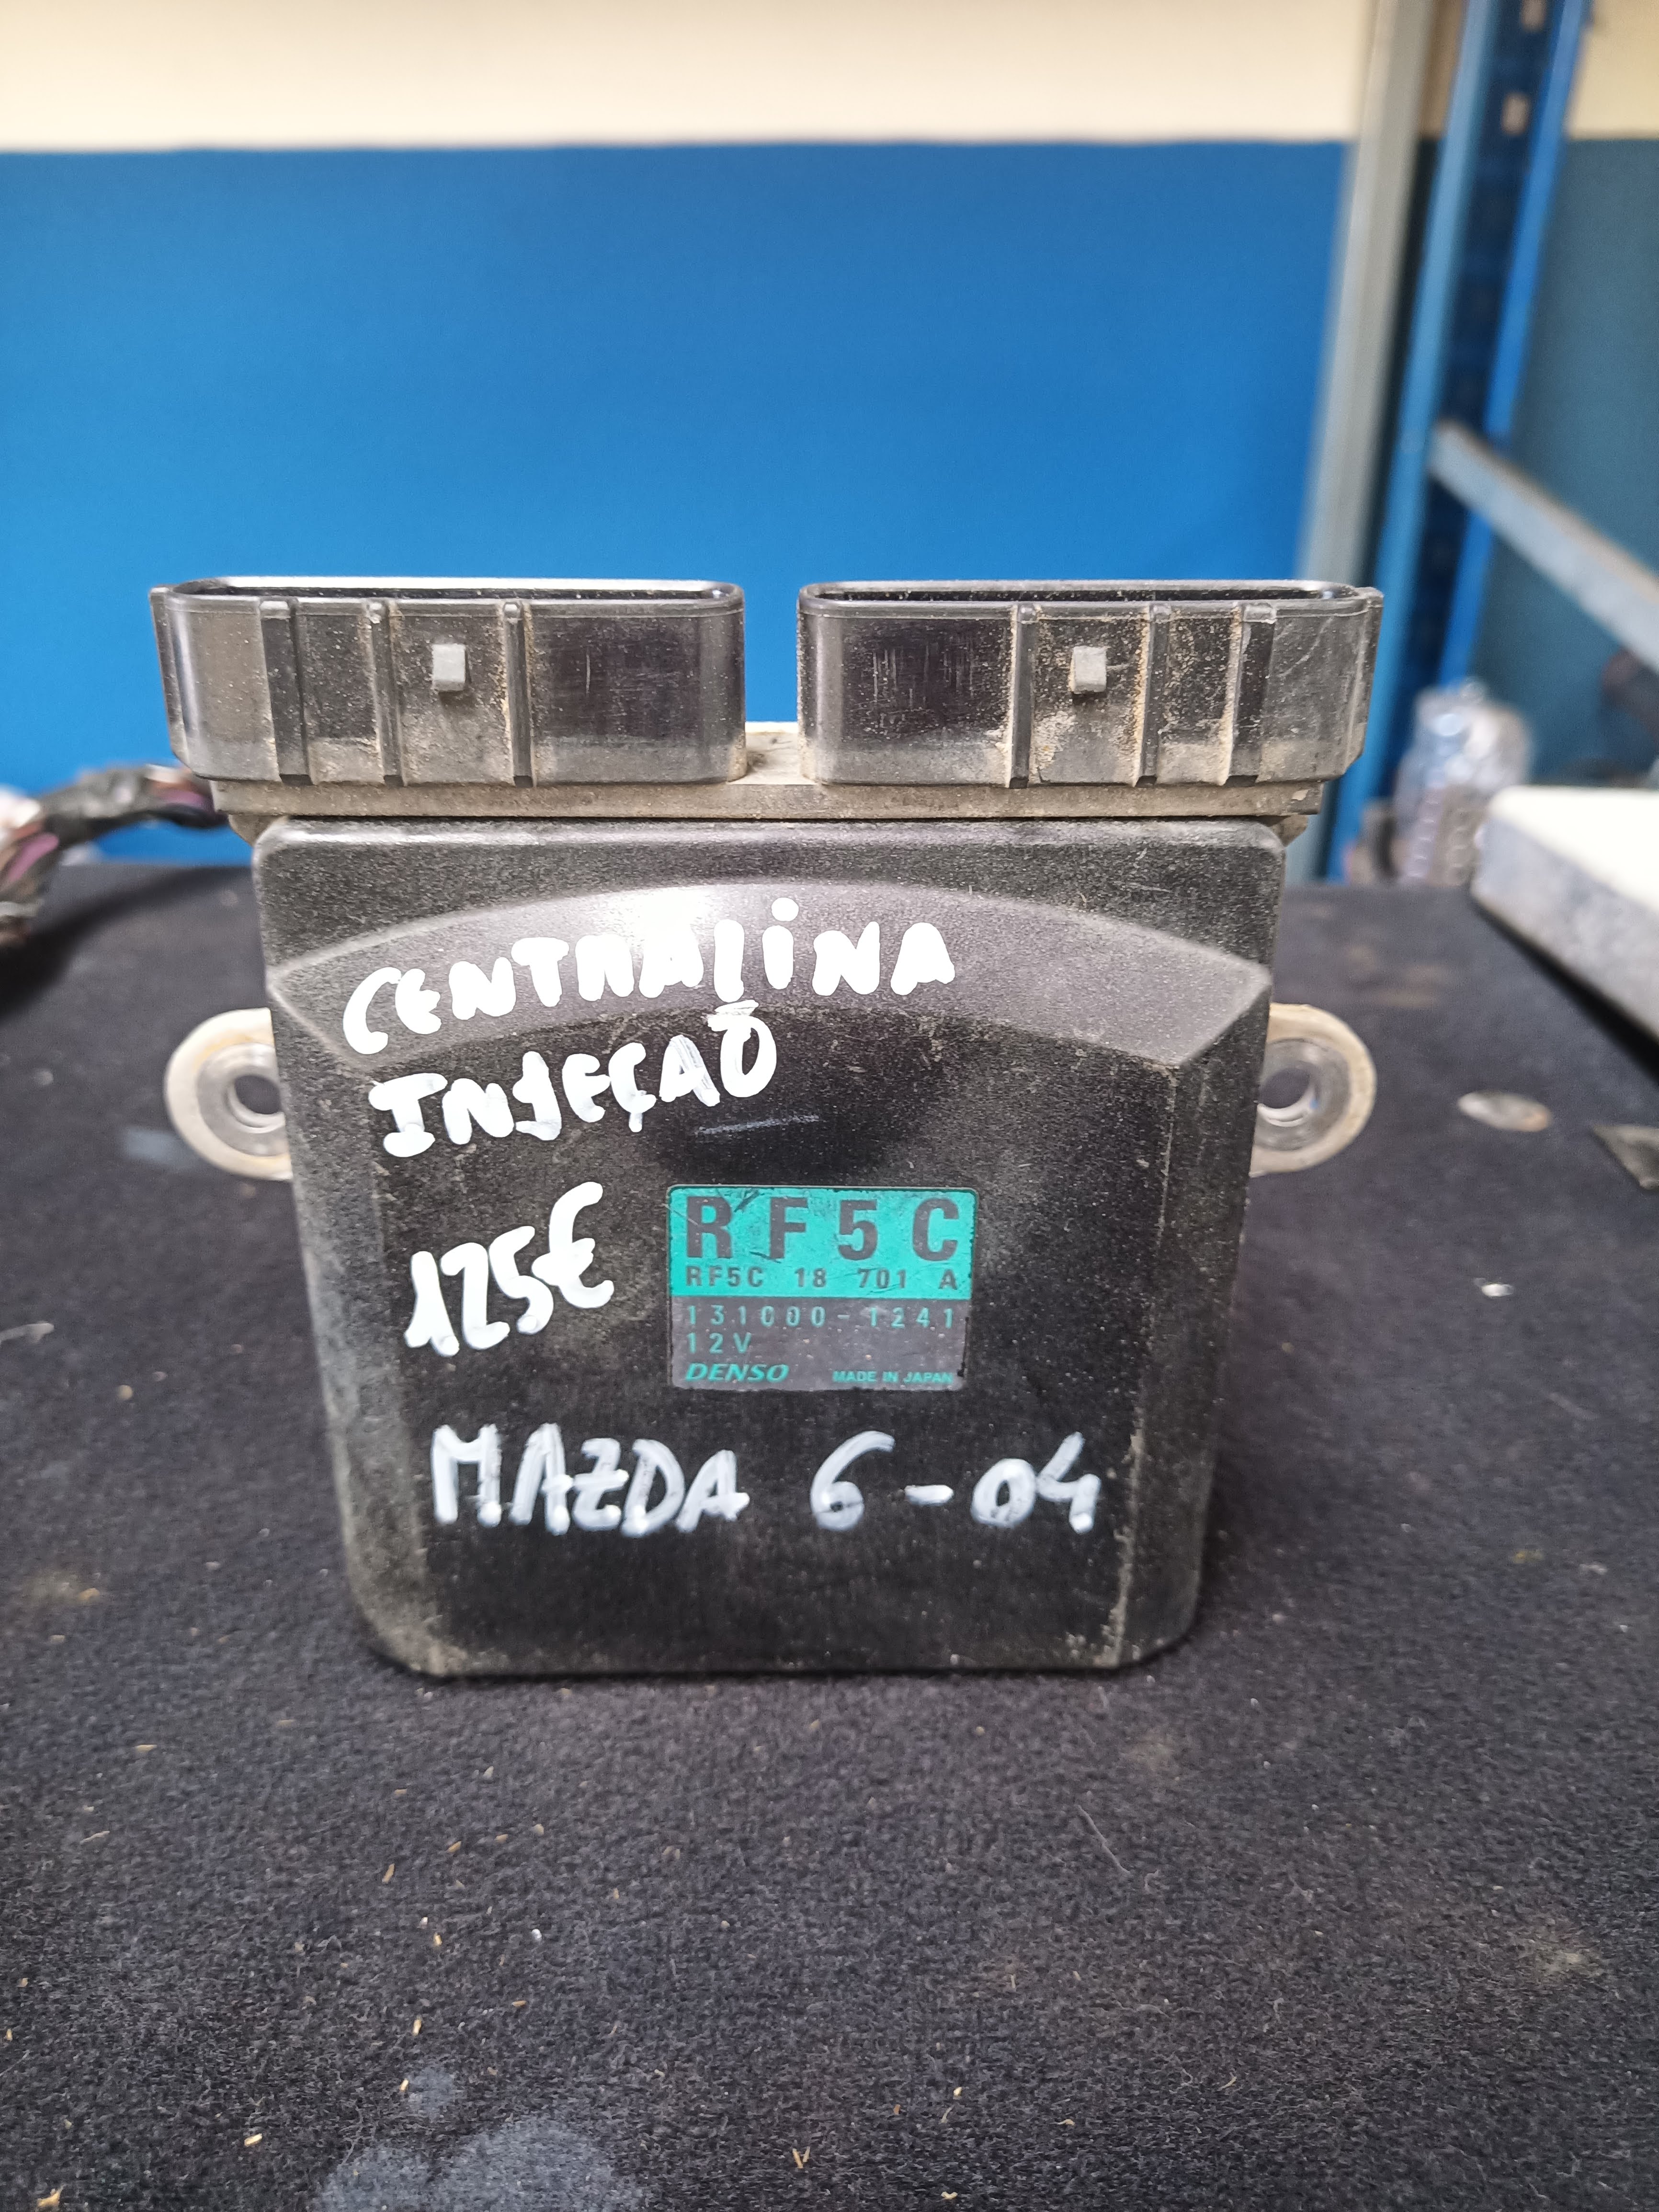 CENTRALINA
INJEÇÃO
125€
RF5C
RF5C 18 701 A
131000-1241
12V
DENSO MADE IN JAPAN
MAZDA 6-04